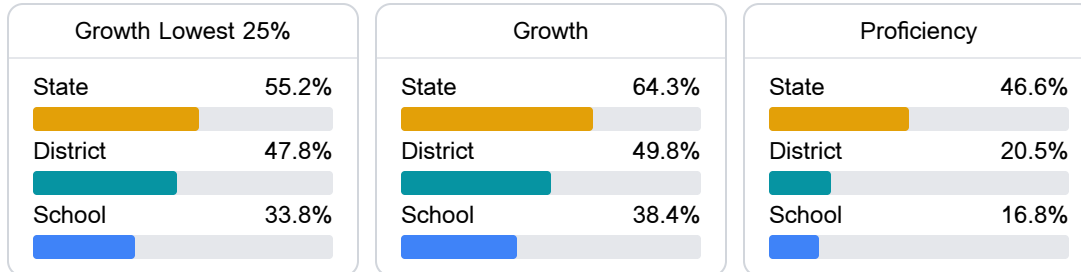 Growth Lowest 25%
State 55.2%
District 47.8%
School 33.8%
Growth
State 64.3%
District 49.8%
School 38.4%
Proficiency
State 46.6%
District 20.5%
School 16.8%